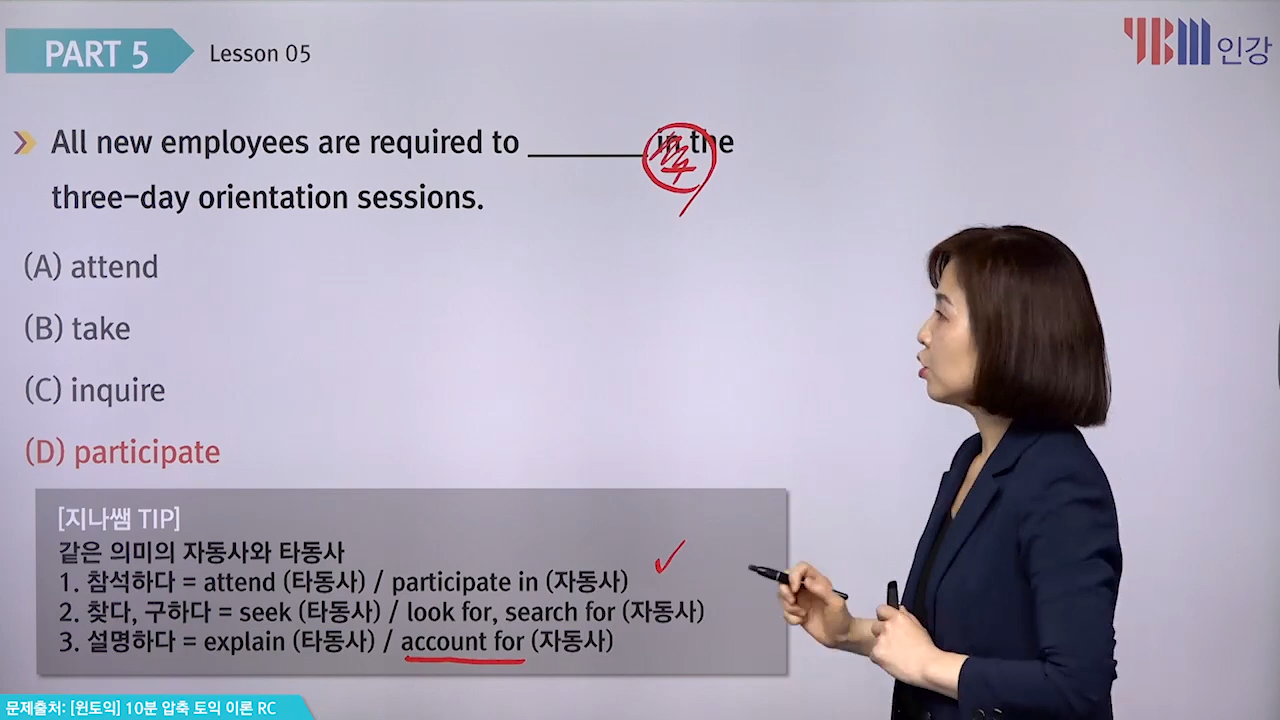 PART 5
Lesson 05
YBM 인강
All new employees are required to ________ in the
three-day orientation sessions.
(A) attend
(B) take
(C) inquire
(D) participate
[지나쌤 TIP]
같은 의미의 자동사와 타동사
1. 참석하다 = attend (타동사) / participate in (자동사)
2. 찾다, 구하다 = seek (타동사) / look for, search for (자동사)
3. 설명하다 = explain (타동사) / account for (자동사)
문제출처: [윈토익] 10분 압축 토익 이론 RC